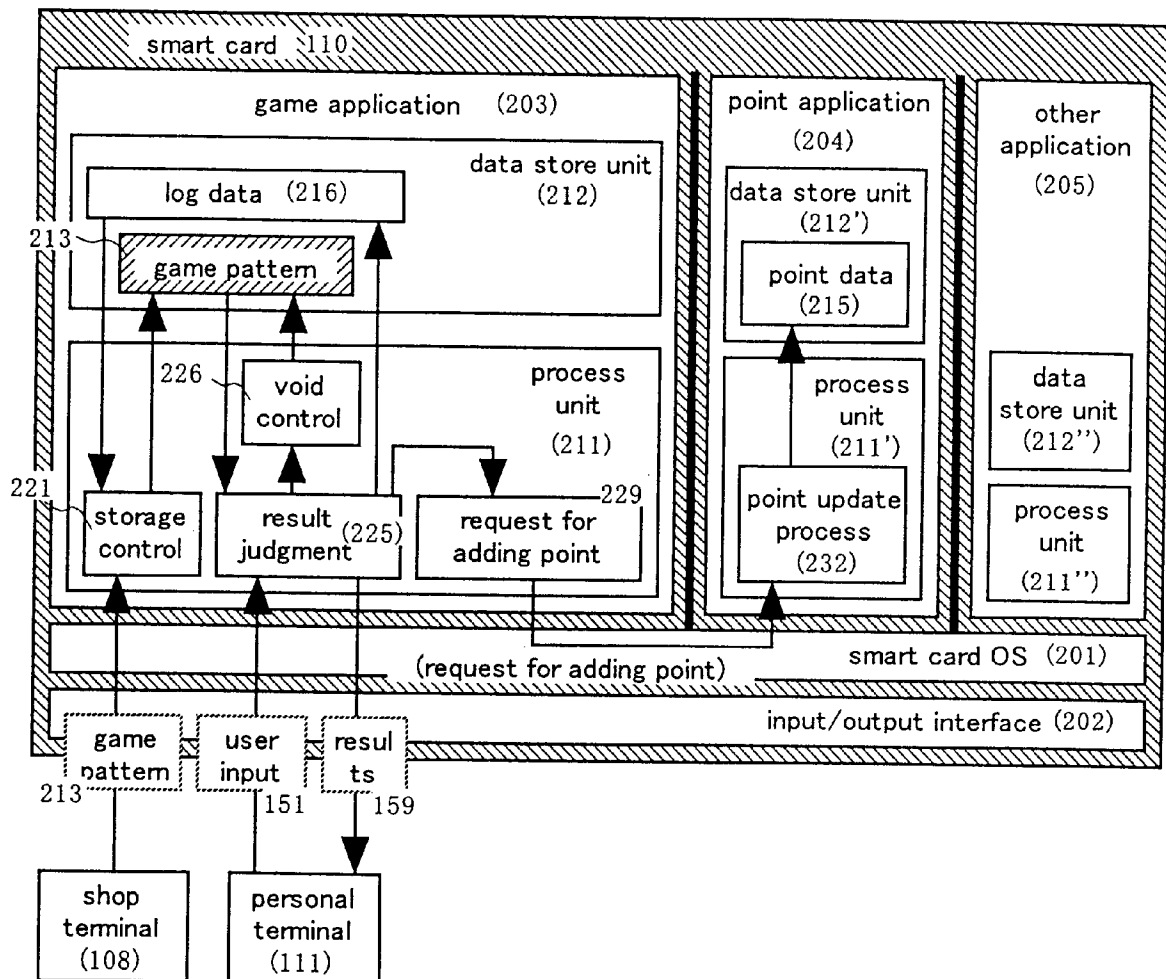 smart card 110
game application (203)
data store unit
(212)
log data (216)
213
game pattern
226
void
control
process
unit
(211)
221
storage
control
result
judgment (225)
229
request for
adding point
point application
(204)
data store unit
(212')
point data
(215)
process
unit
(211')
point update
process
(232)
other
application
(205)
data
store unit
(212'')
process
unit
(211'')
(request for adding point)
smart card OS (201)
input/output interface (202)
game
pattern
213
user
input
151
resul
ts
159
shop
terminal
(108)
personal
terminal
(111)